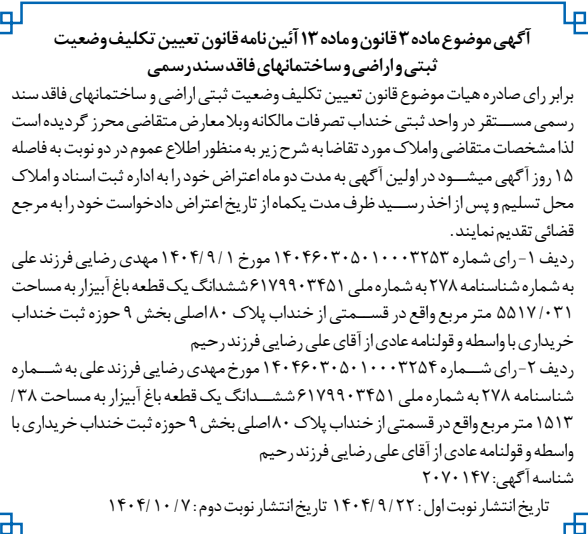 آگهی موضوع ماده ۳ قانون و ماده ۱۳ آئین نامه قانون تعیین تکلیف وضعیت
ثبتی و اراضی و ساختمانهای فاقد سند رسمی
برابر رای صادره هیات موضوع قانون تعیین تکلیف وضعیت ثبتی اراضی و ساختمانهای فاقد سند
رسمی مستقر در واحد ثبتی خنداب تصرفات مالکانه وبلا معارض متقاضی محرز گردیده است
لذا مشخصات متقاضی واملاک مورد تقاضا به شرح زیر به منظور اطلاع عموم در دو نوبت به فاصله
۱۵ روز آگهی میشود در اولین آگهی به مدت دو ماه اعتراض خود را به اداره ثبت اسناد و املاک
محل تسلیم و پس از اخذ رسید ظرف مدت یکماه از تاریخ اعتراض دادخواست خود را به مرجع
قضائی تقدیم نمایند.
ردیف ۱- رای شماره ۱۴۰۴۶۰۳۰۵۰۱۰۰۰۳۲۵۳ مورخ ۱۴۰۴/۹/۱ مهدی رضایی فرزند علی
به شماره شناسنامه ۲۷۸ به شماره ملی ۶۱۷۹۹۰۳۴۵۱ ششدانگ یک قطعه باغ آبیزار به مساحت
۵۵۱۷/۰۳۱ متر مربع واقع در قسمتی از خنداب پلاک ۸۰ اصلی بخش ۹ حوزه ثبت خنداب
خریداری با واسطه و قولنامه عادی از آقای علی رضایی فرزند رحیم
ردیف ۲- رای شماره ۱۴۰۴۶۰۳۰۵۰۱۰۰۰۳۲۵۴ مورخ مهدی رضایی فرزند علی به شماره
شناسنامه ۲۷۸ به شماره ملی ۶۱۷۹۹۰۳۴۵۱ ششدانگ یک قطعه باغ آبیزار به مساحت ۳۸/
۱۵۱۳ متر مربع واقع در قسمتی از خنداب پلاک ۸۰ اصلی بخش ۹ حوزه ثبت خنداب خریداری با
واسطه و قولنامه عادی از آقای علی رضایی فرزند رحیم
شناسه آگهی: ۲۰۷۰۱۴۷
تاریخ انتشار نوبت اول: ۱۴۰۴/۹/۲۲ تاریخ انتشار نوبت دوم: ۱۴۰۴/۱۰/۷